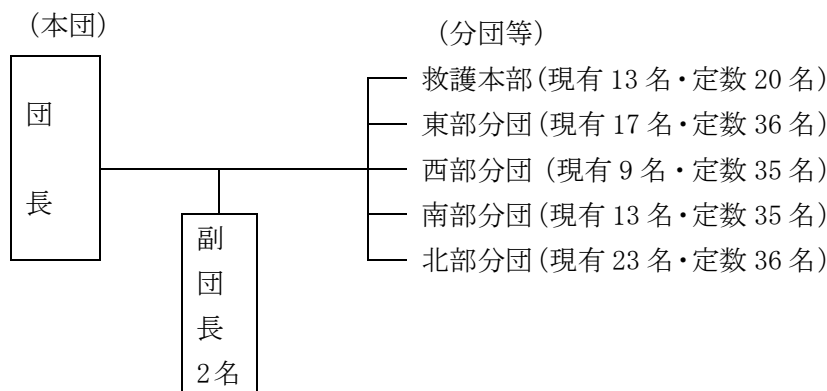 (本団)
団長
副団長2名
(分団等)
救護本部(現有 13 名・定数 20 名)
東部分団(現有 17 名・定数 36 名)
西部分団 (現有 9 名・定数 35 名)
南部分団(現有 13 名・定数 35 名)
北部分団(現有 23 名・定数 36 名)